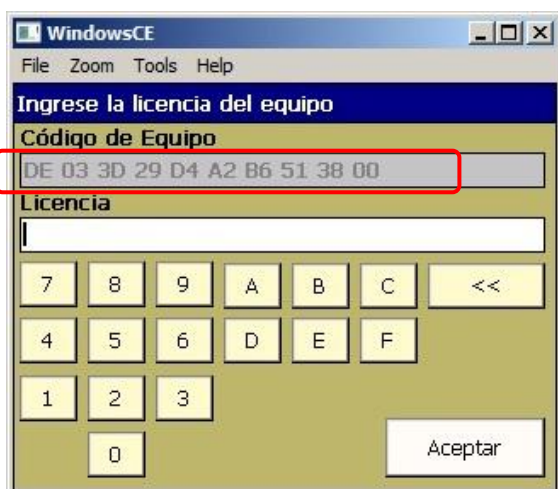 WindowsCE
File Zoom Tools Help
Ingrese la licencia del equipo
Código de Equipo
DE 03 3D 29 D4 A2 B6 51 38 00
Licencia
7 8 9 A B C <<
4 5 6 D E F
1 2 3
0 Aceptar